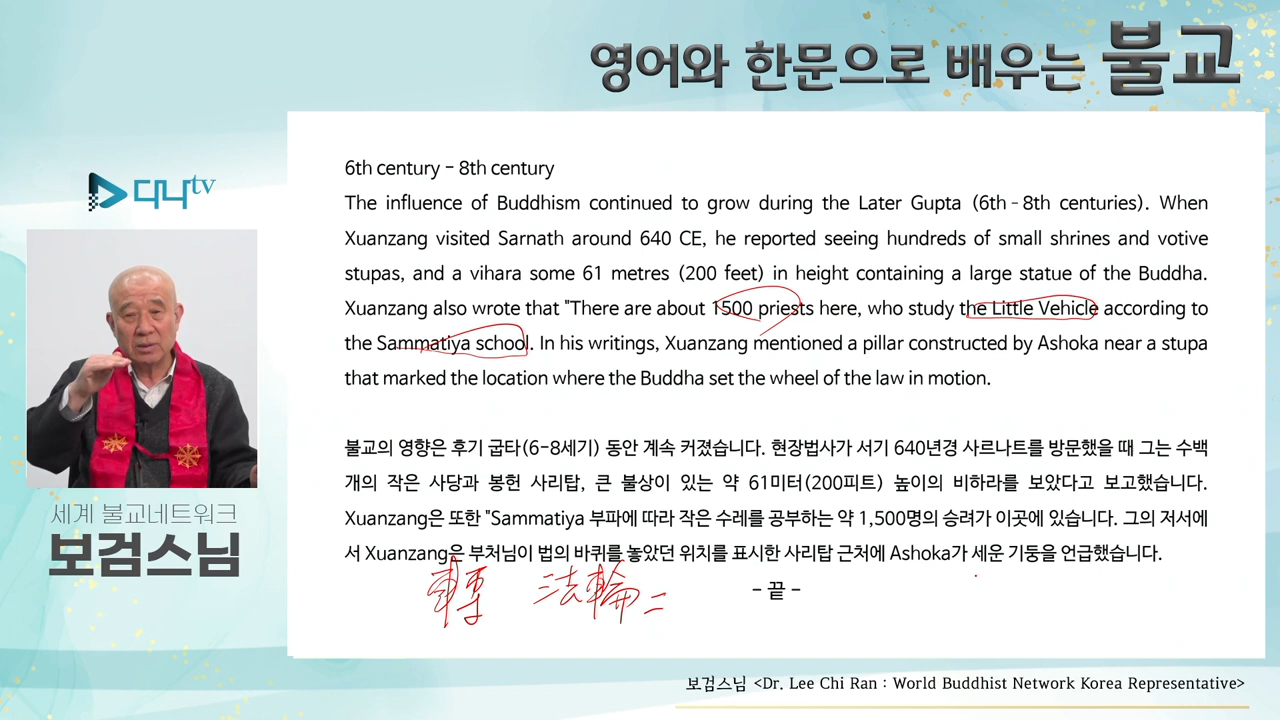 영어와 한문으로 배우는 불교
디나tv
6th century – 8th century
The influence of Buddhism continued to grow during the Later Gupta (6th–8th centuries). When
Xuanzang visited Sarnath around 640 CE, he reported seeing hundreds of small shrines and votive
stupas, and a vihara some 61 metres (200 feet) in height containing a large statue of the Buddha.
Xuanzang also wrote that "There are about 1500 priests here, who study the Little Vehicle according to
the Sammatiya school. In his writings, Xuanzang mentioned a pillar constructed by Ashoka near a stupa
that marked the location where the Buddha set the wheel of the law in motion.
불교의 영향은 후기 굽타(6-8세기) 동안 계속 커졌습니다. 현장법사가 서기 640년경 사르나트를 방문했을 때 그는 수백
개의 작은 사당과 봉헌 사리탑, 큰 불상이 있는 약 61미터(200피트) 높이의 비하라를 보았다고 보고했습니다.
Xuanzang은 또한 "Sammatiya 부파에 따라 작은 수레를 공부하는 약 1,500명의 승려가 이곳에 있습니다. 그의 저서에
서 Xuanzang은 부처님이 법의 바퀴를 놓았던 위치를 표시한 사리탑 근처에 Ashoka가 세운 기둥을 언급했습니다.
轉 法輪
– 끝 –
세계 불교네트워크
보검스님
보검스님 <Dr. Lee Chi Ran : World Buddhist Network Korea Representative>